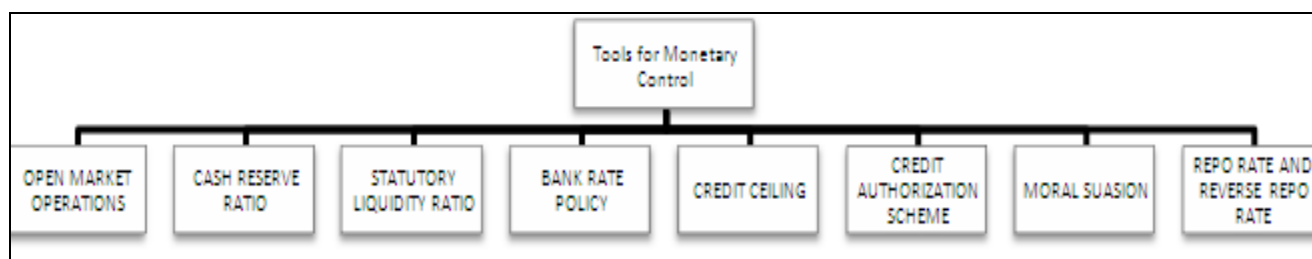 Tools for Monetary
Control
OPEN MARKET
OPERATIONS
CASH RESERVE
RATIO
STATUTORY
LIQUIDITY RATIO
BANK RATE
POLICY
CREDIT CEILING
CREDIT
AUTHORIZATION
SCHEME
MORAL SUASION
REPO RATE AND
REVERSE REPO
RATE